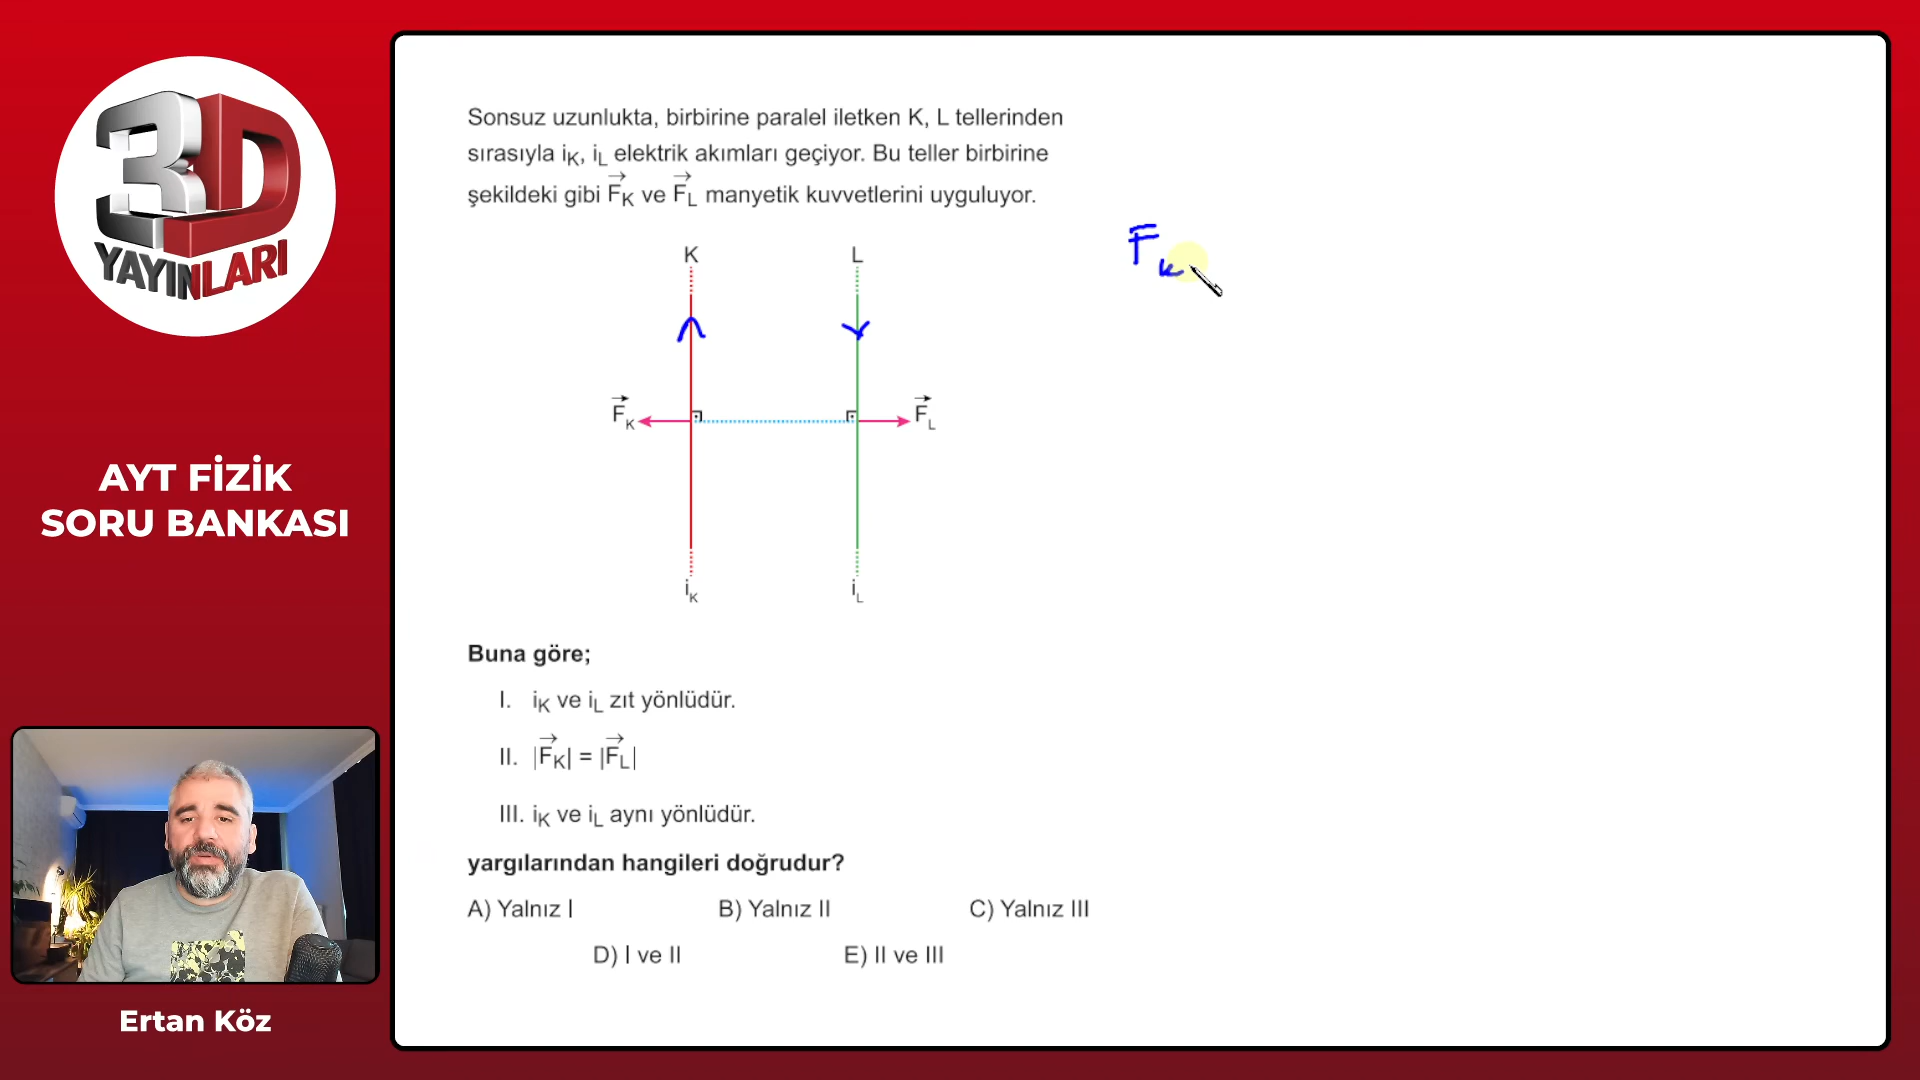 3D
YAYINLARI
AYT FİZİK
SORU BANKASI
Ertan Köz
Sonsuz uzunlukta, birbirine paralel iletken K, L tellerinden
sırasıyla iK, iL elektrik akımları geçiyor. Bu teller birbirine
şekildeki gibi F→K ve F→L manyetik kuvvetlerini uyguluyor.
K L
F→K F→L
iK iL
FK
Buna göre;
I. iK ve iL zıt yönlüdür.
II. |F→K| = |F→L|
III. iK ve iL aynı yönlüdür.
yargılarından hangileri doğrudur?
A) Yalnız I B) Yalnız II C) Yalnız III
D) I ve II E) II ve III